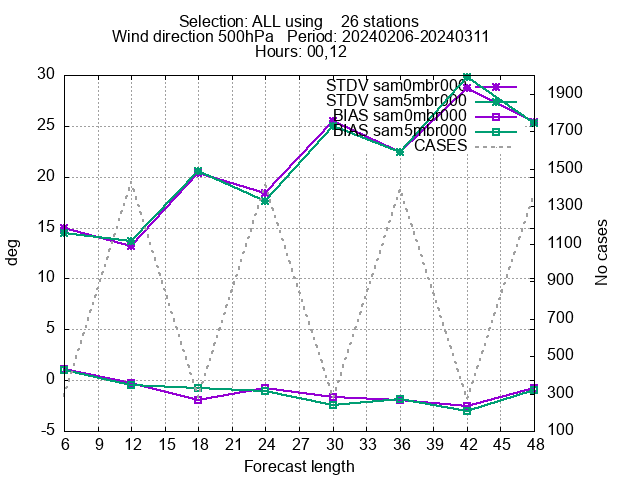 Selection: ALL using    26 stations
Wind direction 500hPa   Period: 20240206-20240311
Hours: 00,12
STDV sam0mbr000
STDV sam5mbr000
BIAS sam0mbr000
BIAS sam5mbr000
CASES
30
25
20
15
10
5
0
-5
deg
1900
1700
1500
1300
1100
900
700
500
300
100
No cases
6 9 12 15 18 21 24 27 30 33 36 39 42 45 48
Forecast length